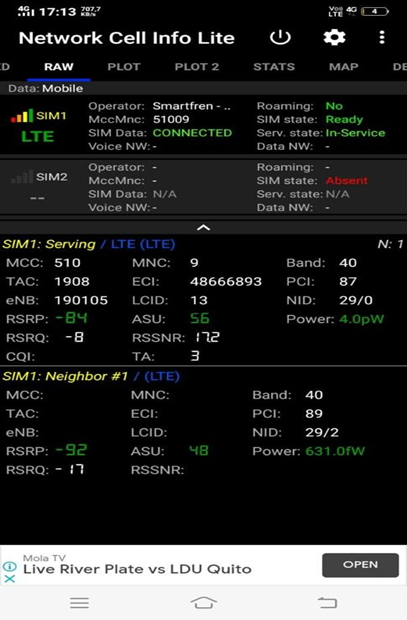 4G 17:13 707,7 KB/s Vo) 4G LTE 4
Network Cell Info Lite
D RAW PLOT PLOT 2 STATS MAP DE
Data: Mobile
SIM1 LTE
Operator: Smartfren - .. Roaming: No
MccMnc: 51009 SIM state: Ready
SIM Data: CONNECTED Serv. state: In-Service
Voice NW: - Data NW: -
SIM2 --
Operator: - Roaming: -
MccMnc: - SIM state: Absent
SIM Data: N/A Serv. state: N/A
Voice NW: - Data NW: -
SIM1: Serving / LTE (LTE) N: 1
MCC: 510 MNC: 9 Band: 40
TAC: 1908 ECI: 48666893 PCI: 87
eNB: 190105 LCID: 13 NID: 29/0
RSRP: -84 ASU: 56 Power: 4.0pW
RSRQ: -8 RSSNR: 17.2
CQI: TA: 3
SIM1: Neighbor #1 / (LTE)
MCC: MNC: Band: 40
TAC: ECI: PCI: 89
eNB: LCID: NID: 29/2
RSRP: -92 ASU: 48 Power: 631.0fW
RSRQ: -17 RSSNR:
Mola TV
Live River Plate vs LDU Quito
OPEN